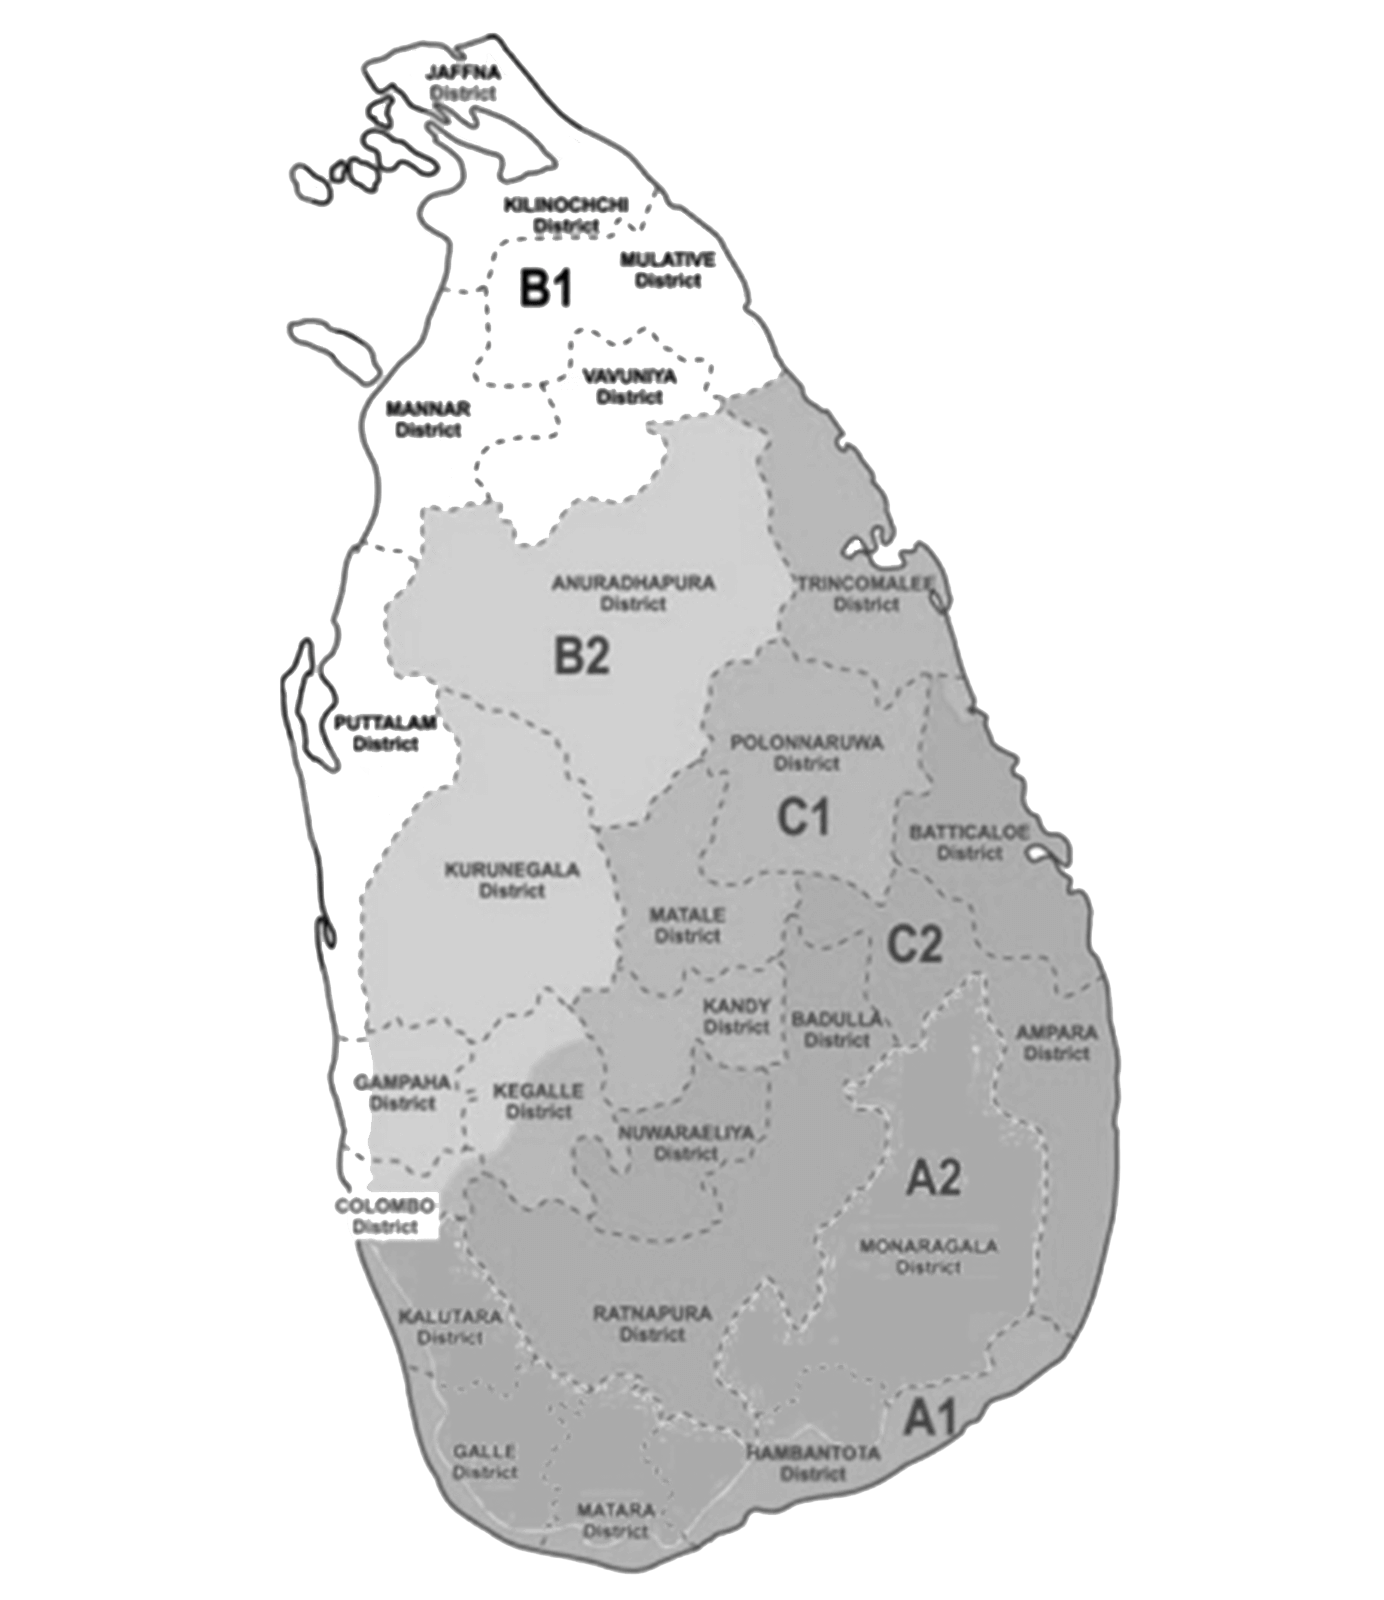 JAFFNA
District
KILINOCHCHI
District
MULATIVE
District
B1
VAVUNIYA
District
MANNAR
District
ANURADHAPURA
District
TRINCOMALEE
District
B2
PUTTALAM
District
POLONNARUWA
District
C1
BATTICALOE
District
KURUNEGALA
District
MATALE
District
C2
KANDY
District
BADULLA
District
AMPARA
District
GAMPAHA
District
KEGALLE
District
NUWARAELIYA
District
A2
COLOMBO
District
MONARAGALA
District
KALUTARA
District
RATNAPURA
District
A1
GALLE
District
HAMBANTOTA
District
MATARA
District